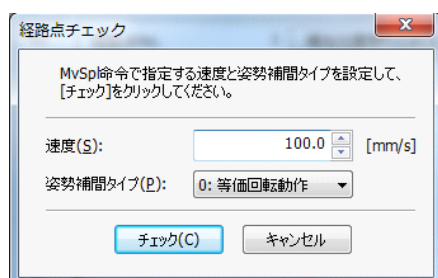 経路点チェック
MvSpl命令で指定する速度と姿勢補間タイプを設定して、
[チェック]をクリックしてください。
速度(S): 100.0 [mm/s]
姿勢補間タイプ(P): 0: 等価回転動作
チェック(C) キャンセル